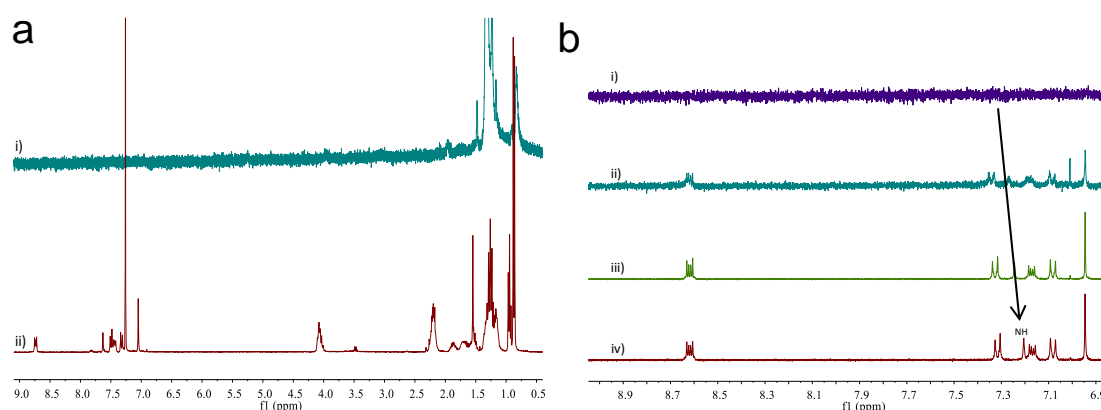 a
i)
ii)
9.0 8.5 8.0 7.5 7.0 6.5 6.0 5.5 5.0 4.5 4.0 3.5 3.0 2.5 2.0 1.5 1.0 0.5
f1 (ppm)
b
i)
ii)
iii)
iv)
NH
8.9 8.7 8.5 8.3 8.1 7.9 7.7 7.5 7.3 7.1 6.9
f1 (ppm)